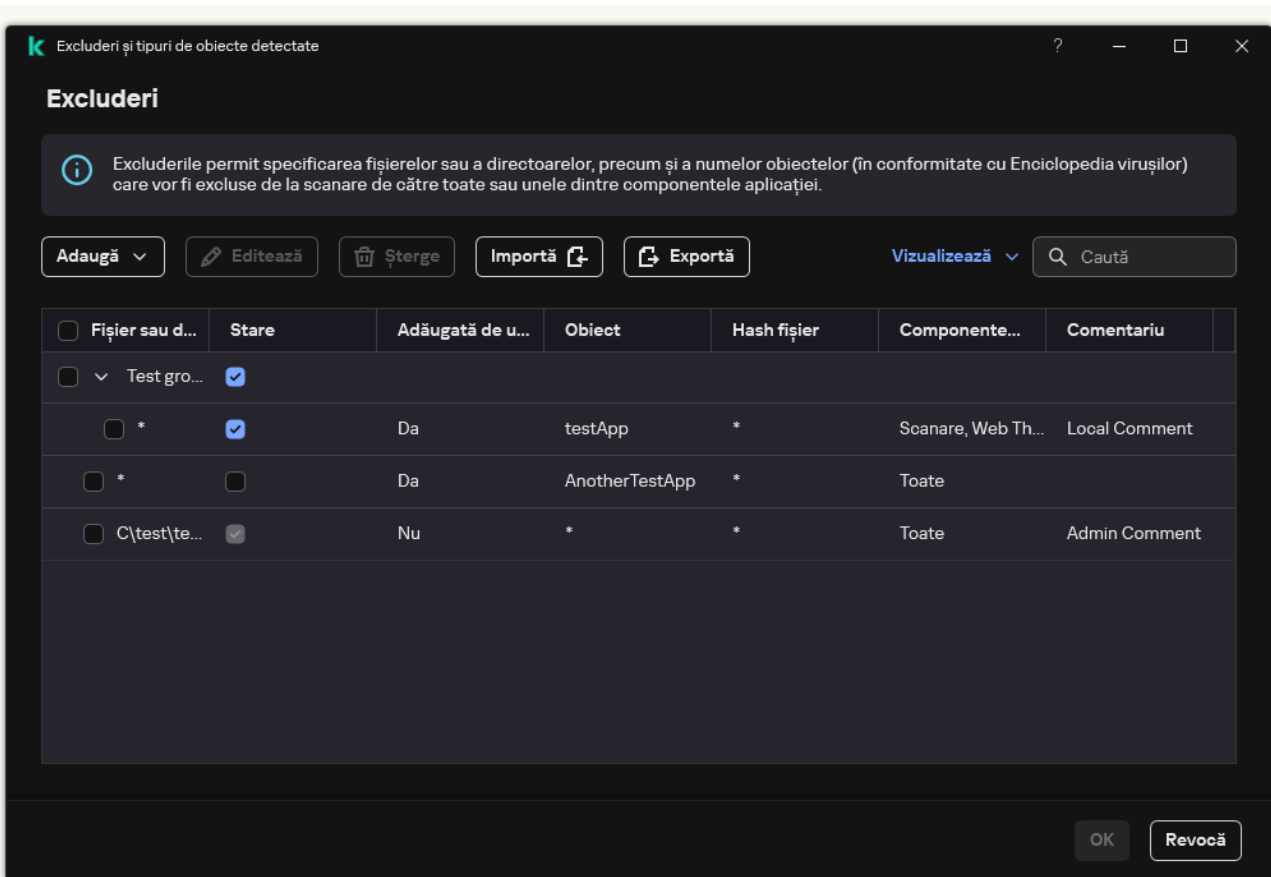 Excluderi și tipuri de obiecte detectate
?
Excluderi
Excluderile permit specificarea fișierelor sau a directoarelor, precum și a numelor obiectelor (în conformitate cu Enciclopedia virușilor)
care vor fi excluse de la scanare de către toate sau unele dintre componentele aplicației.
Adaugă Editează Șterge Importă Exportă Vizualizează Caută
Fișier sau d... Stare Adăugată de u... Obiect Hash fișier Componente... Comentariu
Test gro...
* Da testApp * Scanare, Web Th... Local Comment
* Da AnotherTestApp * Toate
C\test\te... Nu * * Toate Admin Comment
OK Revocă